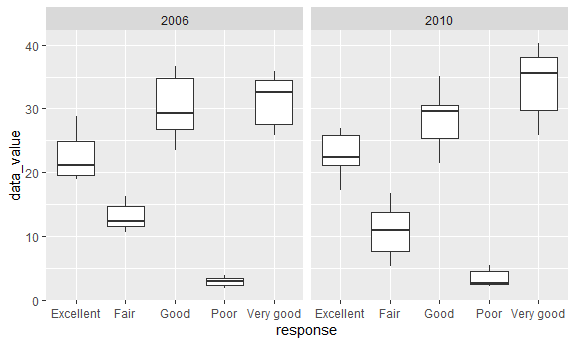 2006 2010
40
30
20
10
0
data_value
Excellent Fair Good Poor Very good Excellent Fair Good Poor Very good
response